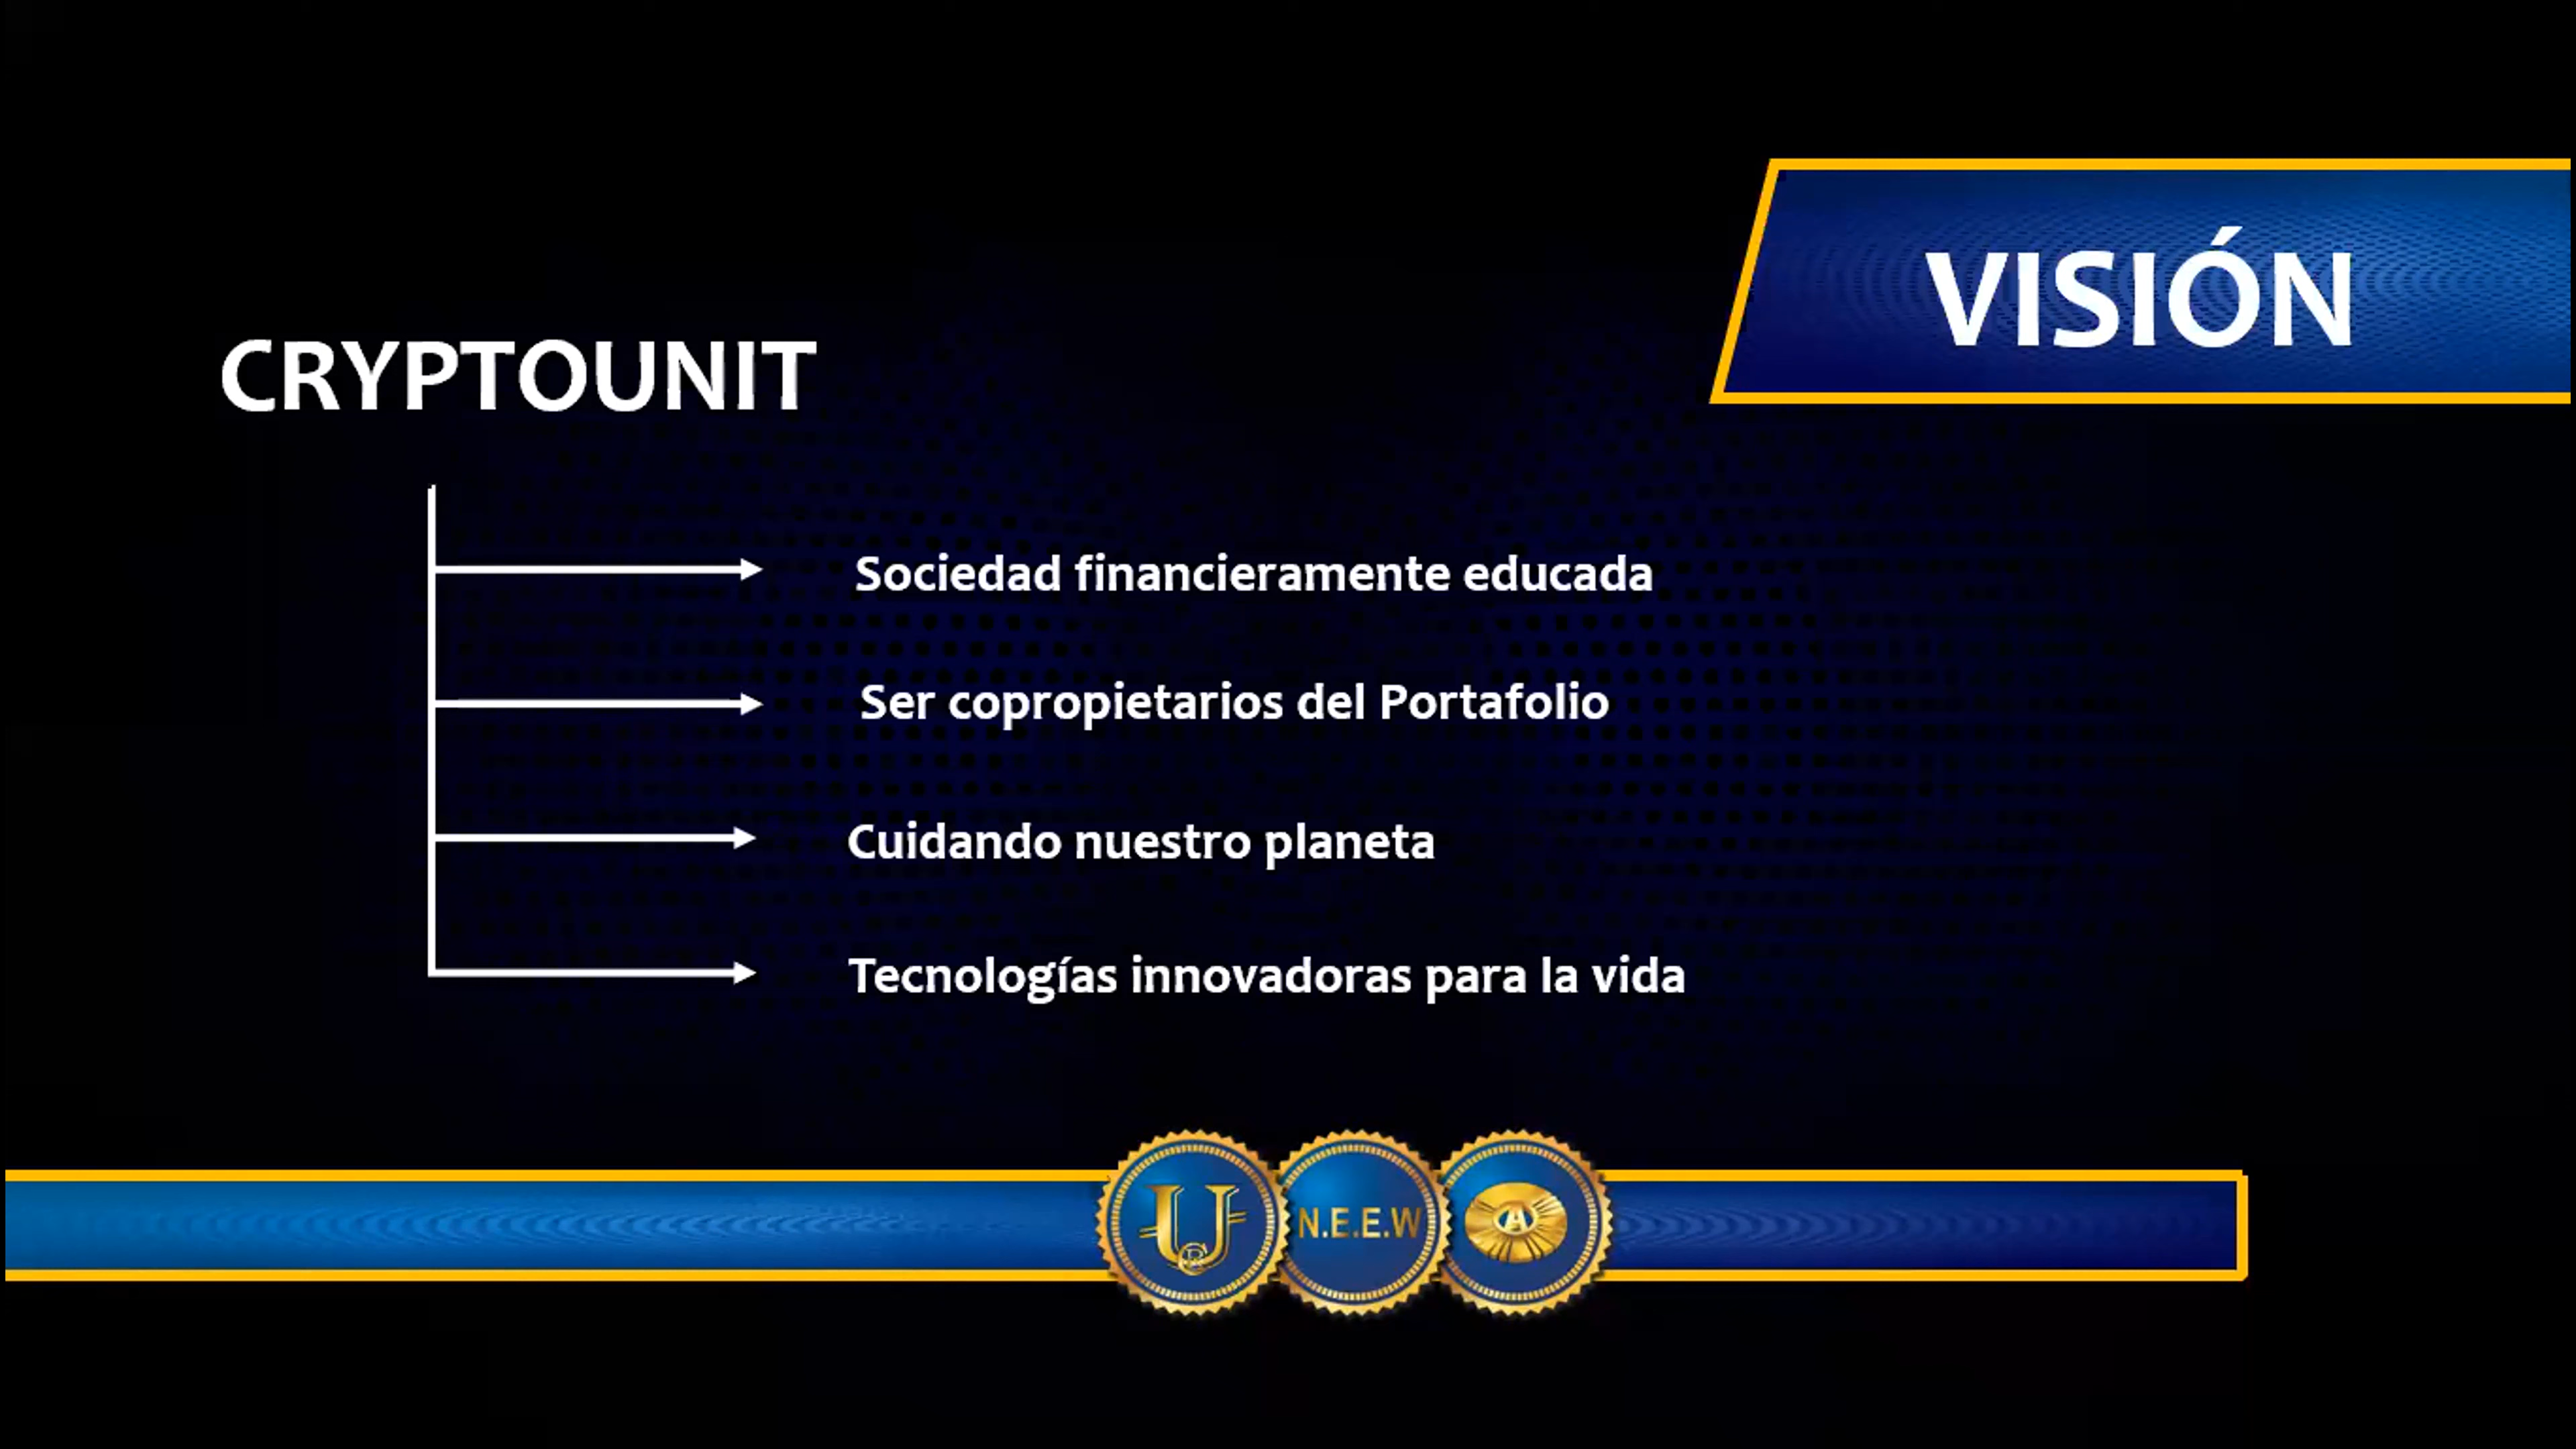 VISIÓN
CRYPTOUNIT
Sociedad financieramente educada
Ser copropietarios del Portafolio
Cuidando nuestro planeta
Tecnologías innovadoras para la vida
N.E.E.W